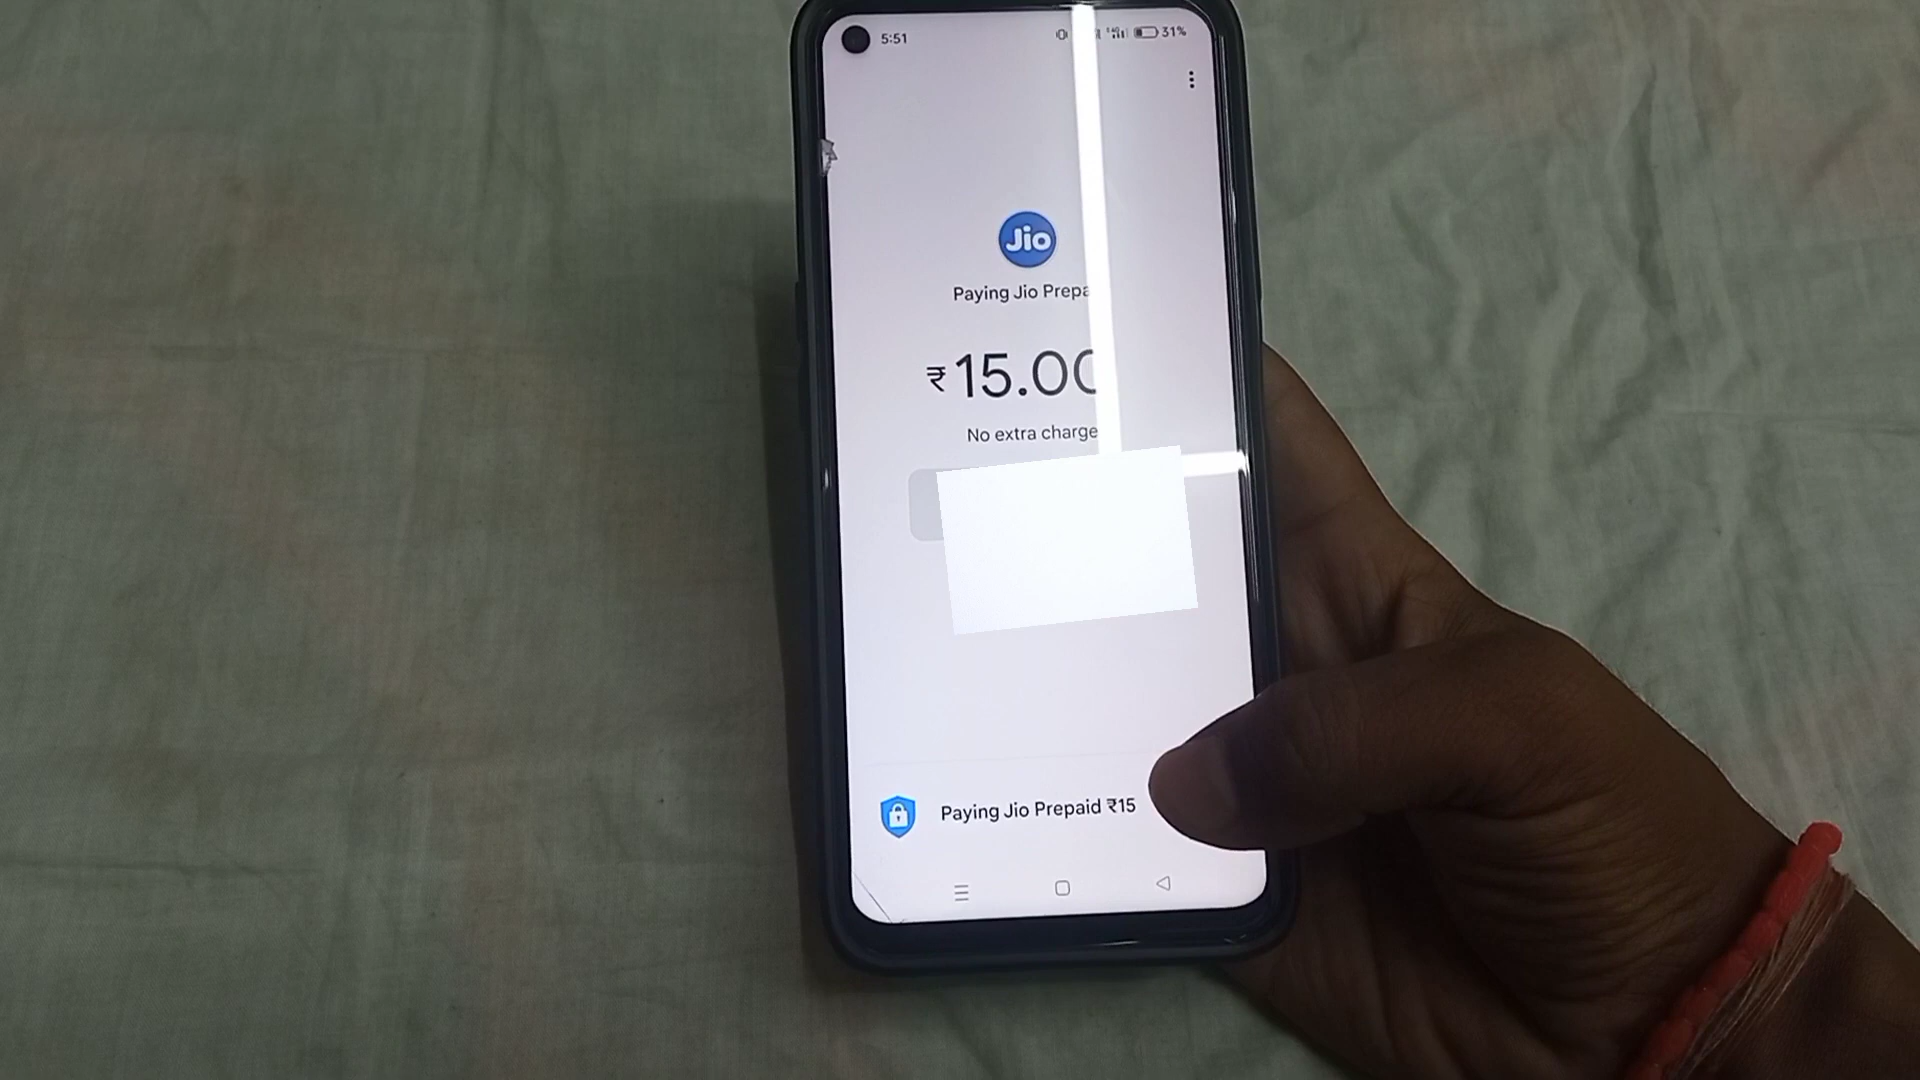 5:51
31%
Jio
Paying Jio Prepa
₹15.00
No extra charge
Paying Jio Prepaid ₹15